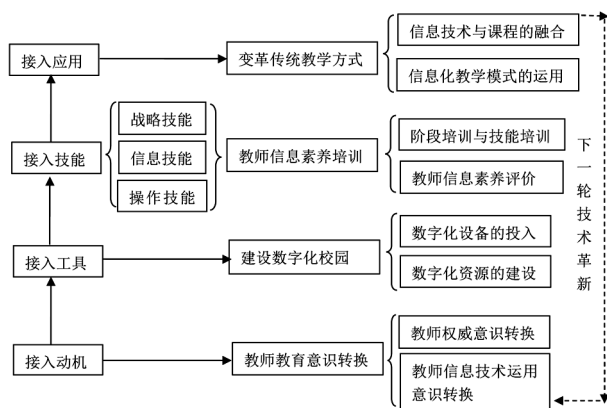 接入应用
变革传统教学方式
信息技术与课程的融合
信息化教学模式的运用
接入技能
战略技能
信息技能
操作技能
教师信息素养培训
阶段培训与技能培训
教师信息素养评价
接入工具
建设数字化校园
数字化设备的投入
数字化资源的建设
接入动机
教师教育意识转换
教师权威意识转换
教师信息技术运用
意识转换
下一轮技术革新